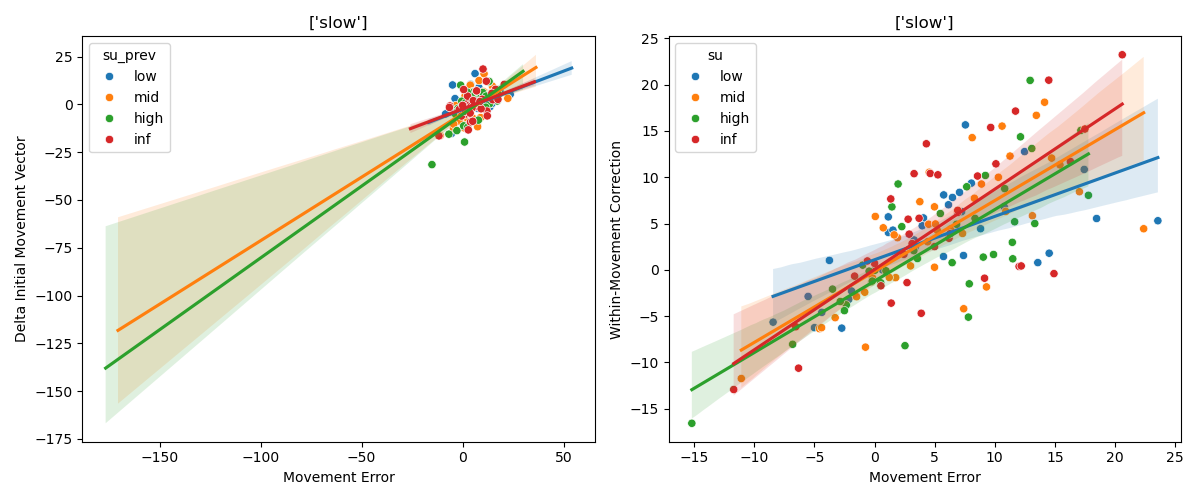 ['slow']
Delta Initial Movement Vector
25
0
−25
−50
−75
−100
−125
−150
−175
su_prev
low
mid
high
inf
−150
−100
−50
0
50
Movement Error
['slow']
Within-Movement Correction
25
20
15
10
5
0
−5
−10
−15
su
low
mid
high
inf
−15
−10
−5
0
5
10
15
20
25
Movement Error